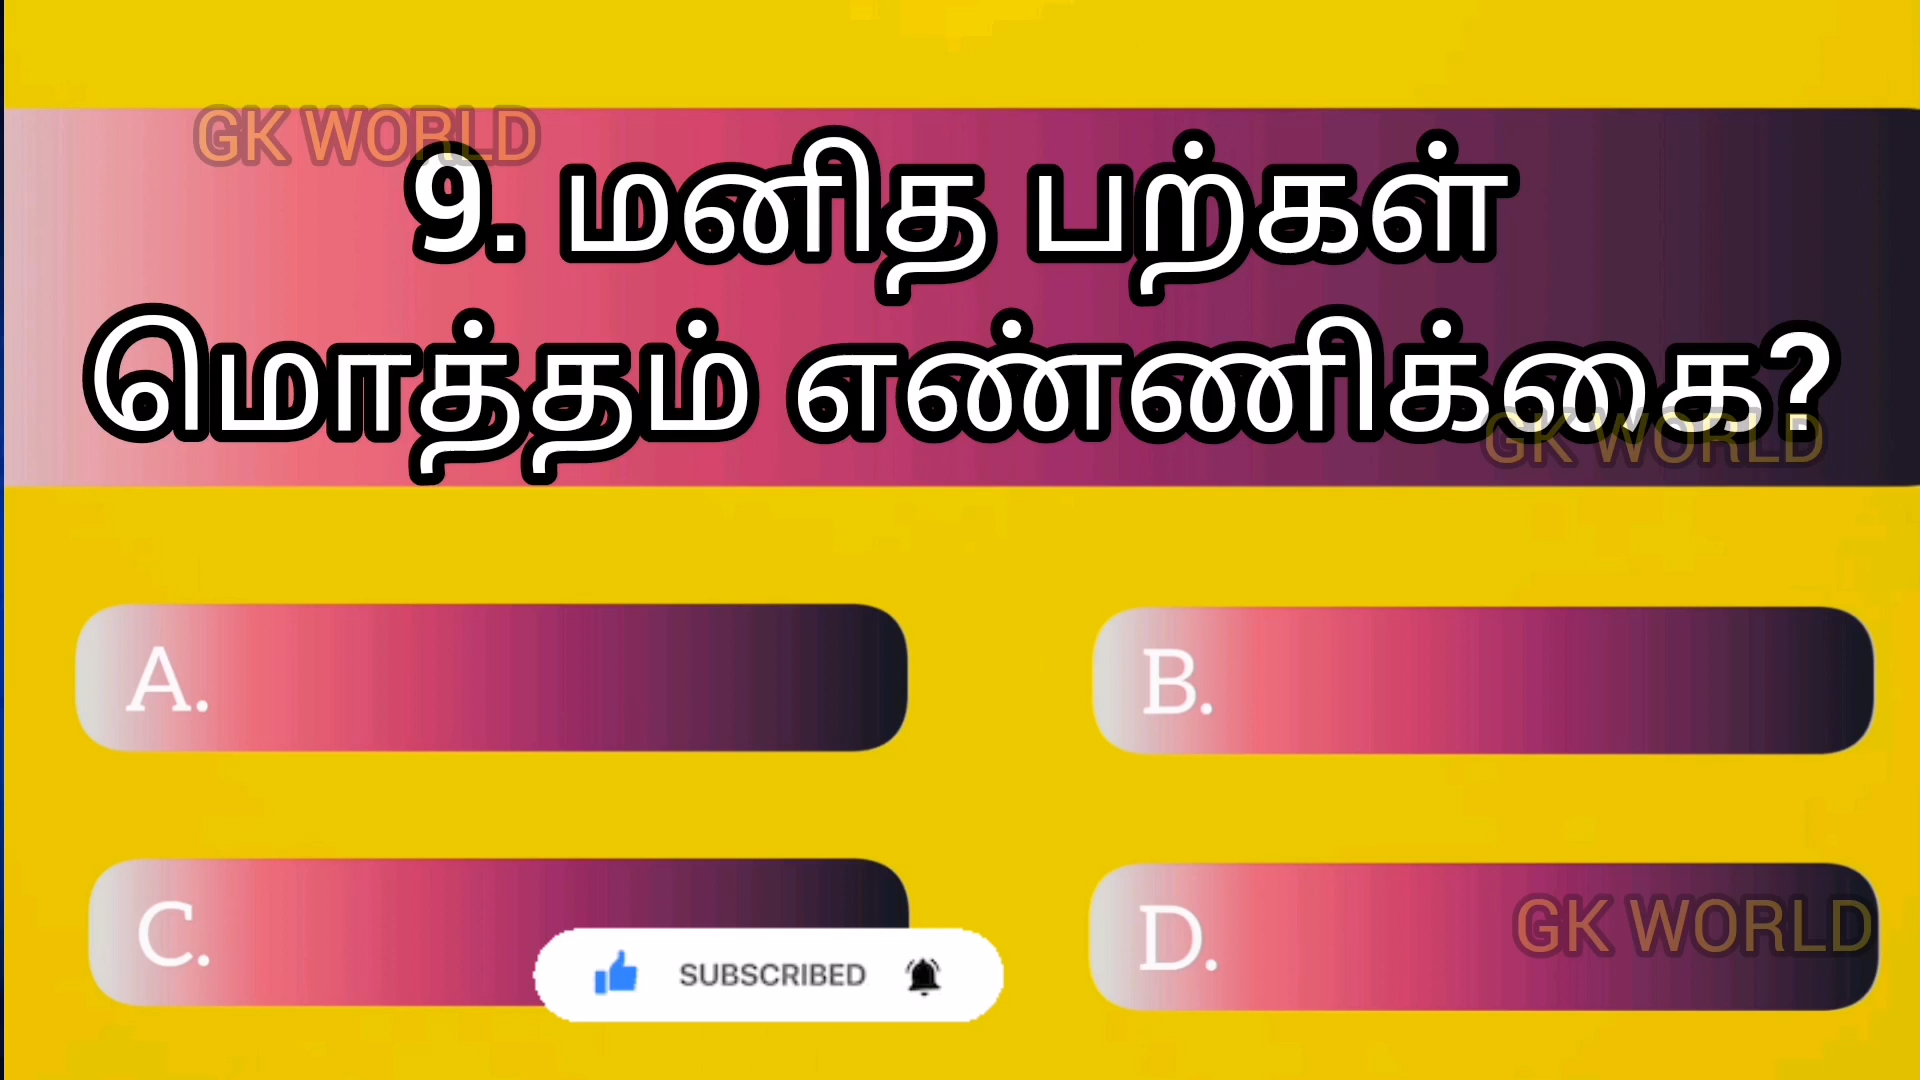 GK WORLD
9. மனித பற்கள்
மொத்தம் எண்ணிக்கை?
GK WORLD
A.
B.
C.
D.
GK WORLD
SUBSCRIBED